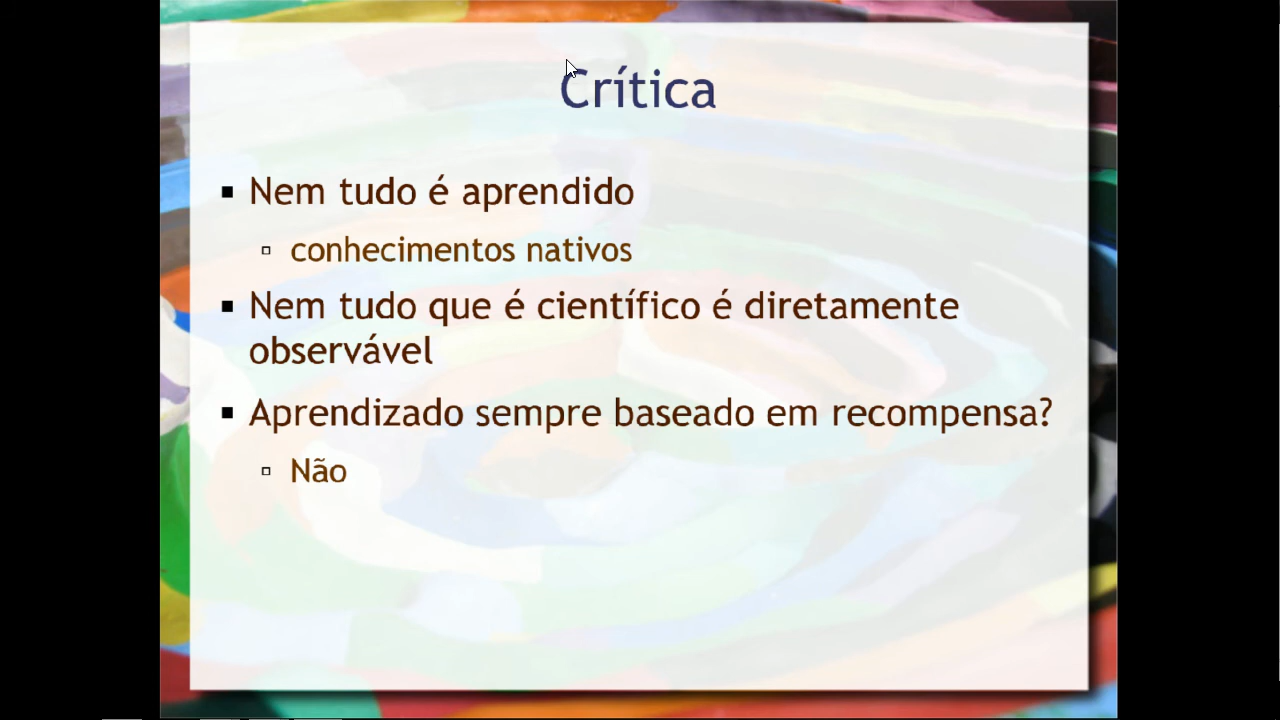 Crítica
Nem tudo é aprendido
conhecimentos nativos
Nem tudo que é científico é diretamente
observável
Aprendizado sempre baseado em recompensa?
Não